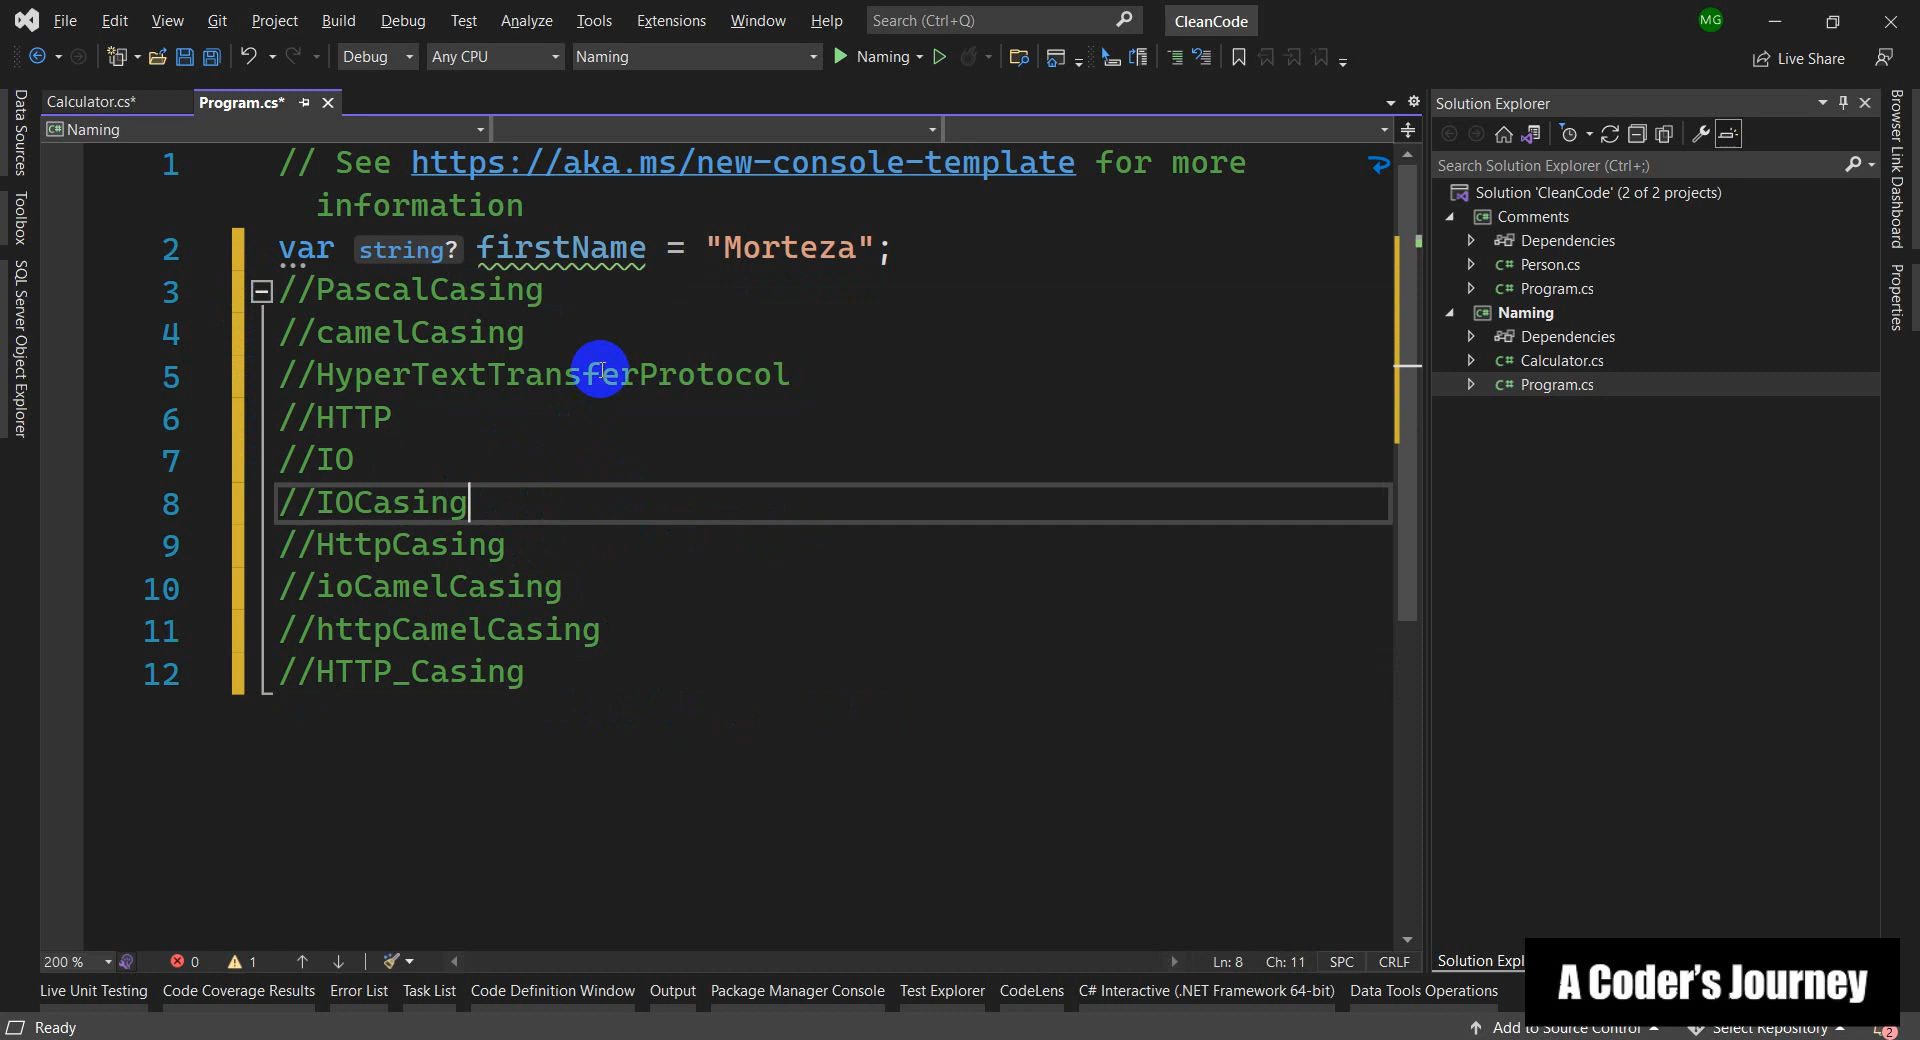 File Edit View Git Project Build Debug Test Analyze Tools Extensions Window Help Search (Ctrl+Q) CleanCode MG
Debug Any CPU Naming Naming Live Share
Data Sources
Toolbox
SQL Server Object Explorer
Calculator.cs* Program.cs*
C# Naming
1 // See https://aka.ms/new-console-template for more
information
2 var string? firstName = "Morteza";
3 //PascalCasing
4 //camelCasing
5 //HyperTextTransferProtocol
6 //HTTP
7 //IO
8 //IOCasing
9 //HttpCasing
10 //ioCamelCasing
11 //httpCamelCasing
12 //HTTP_Casing
200 % 0 1 Ln: 8 Ch: 11 SPC CRLF
Solution Explorer
Search Solution Explorer (Ctrl+;)
Solution 'CleanCode' (2 of 2 projects)
C# Comments
Dependencies
C# Person.cs
C# Program.cs
C# Naming
Dependencies
C# Calculator.cs
C# Program.cs
Browser Link Dashboard
Properties
Solution Expl
Live Unit Testing Code Coverage Results Error List Task List Code Definition Window Output Package Manager Console Test Explorer CodeLens C# Interactive (.NET Framework 64-bit) Data Tools Operations
A Coder's Journey
Ready Add to Source Control Select Repository 2